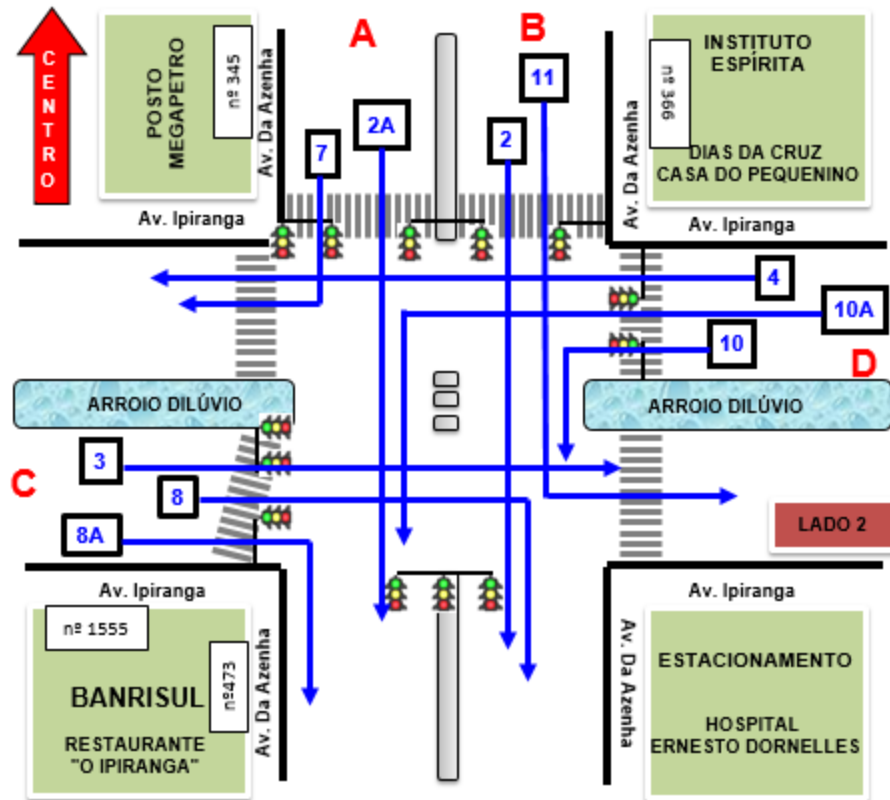 CENTRO
POSTO
MEGAPETRO
nº 345
Av. Da Azenha
A
B
7
2A
2
11
nº 366
Av. Da Azenha
INSTITUTO
ESPÍRITA
DIAS DA CRUZ
CASA DO PEQUENINO
Av. Ipiranga
Av. Ipiranga
4
10A
10
D
ARROIO DILÚVIO
ARROIO DILÚVIO
C
3
8
8A
LADO 2
Av. Ipiranga
Av. Ipiranga
nº 1555
nº473
Av. Da Azenha
BANRISUL
RESTAURANTE
"O IPIRANGA"
Av. Da Azenha
ESTACIONAMENTO
HOSPITAL
ERNESTO DORNELLES